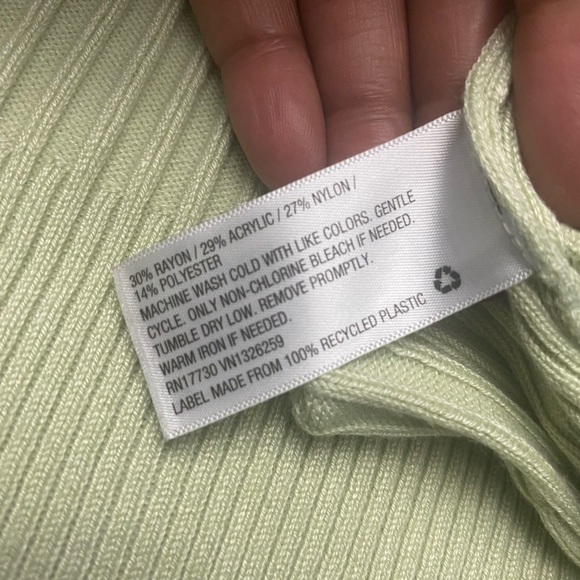 30% RAYON / 29% ACRYLIC / 27% NYLON /
14% POLYESTER
MACHINE WASH COLD WITH LIKE COLORS. GENTLE
CYCLE. ONLY NON-CHLORINE BLEACH IF NEEDED.
TUMBLE DRY LOW. REMOVE PROMPTLY.
WARM IRON IF NEEDED.
RN17730 VN1326259
LABEL MADE FROM 100% RECYCLED PLASTIC